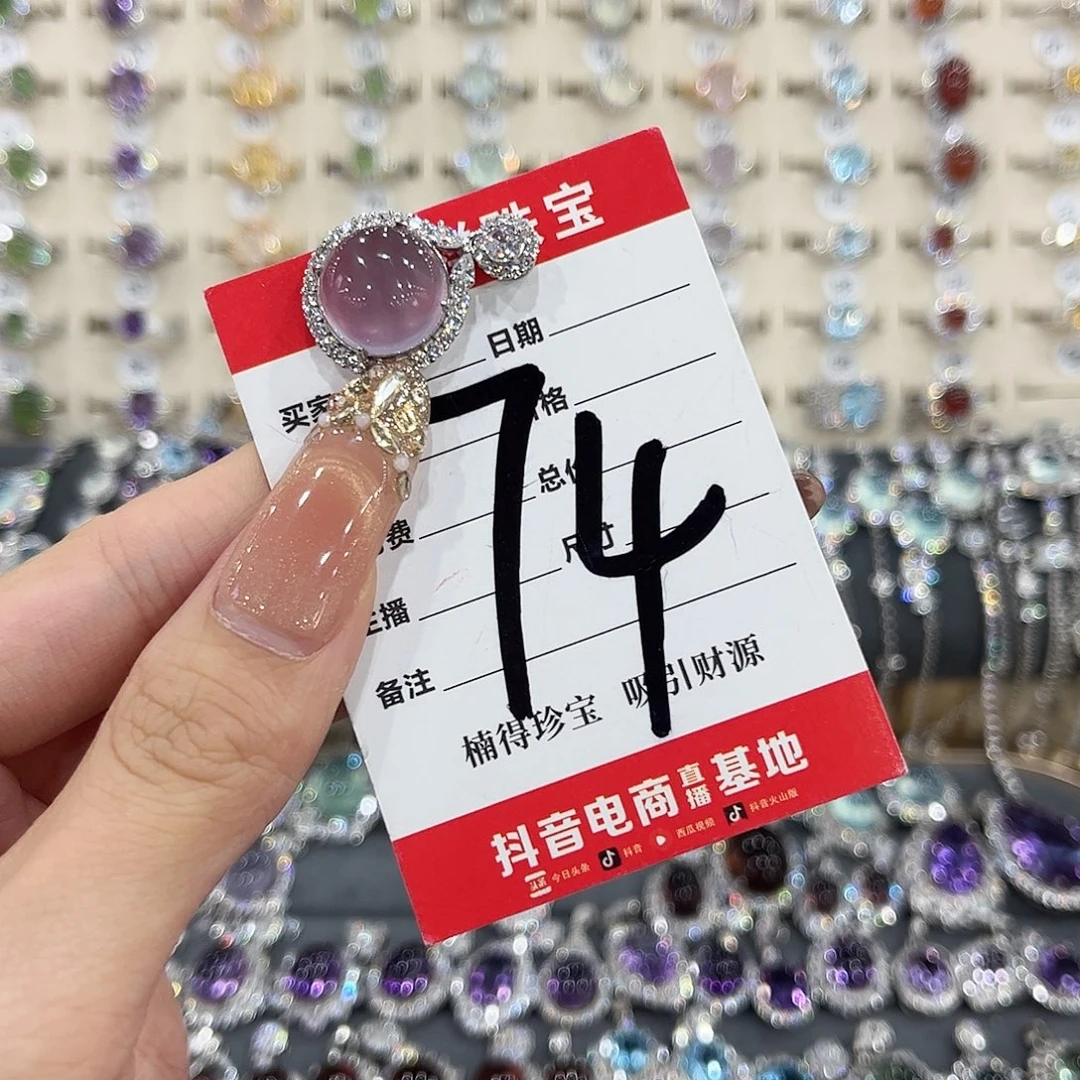 珠宝
日期
买家
格
总价
费
尺寸
主播
备注
74
楠得珍宝 吸引财源
抖音电商直播基地
头条 今日头条 抖音 西瓜视频 抖音火山版